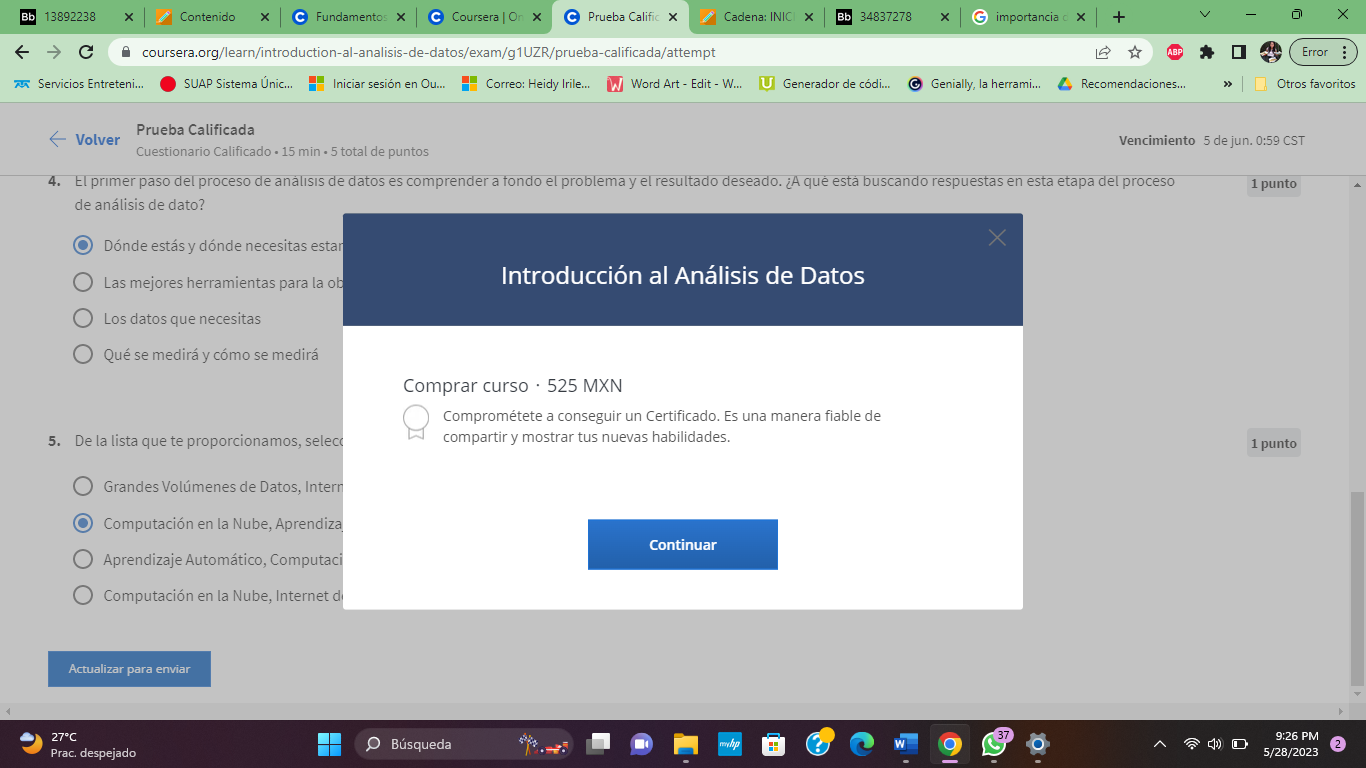 13892238
Contenido
Fundamentos
Coursera | On
Prueba Calific
Cadena: INICI
Bb 34837278
importancia d
coursera.org/learn/introduction-al-analisis-de-datos/exam/g1UZR/prueba-calificada/attempt
ABP
Error
Servicios Entreteni...
SUAP Sistema Únic...
Iniciar sesión en Ou...
Correo: Heidy Irile...
Word Art - Edit - W...
Generador de códi...
Genially, la herrami...
Recomendaciones...
»
Otros favoritos
Volver
Prueba Calificada
Cuestionario Calificado • 15 min • 5 total de puntos
Vencimiento 5 de jun. 0:59 CST
4. El primer paso del proceso de análisis de datos es comprender a fondo el problema y el resultado deseado. ¿A qué está buscando respuestas en esta etapa del proceso
de análisis de dato?
1 punto
Dónde estás y dónde necesitas estar
Las mejores herramientas para la ob
Los datos que necesitas
Qué se medirá y cómo se medirá
5. De la lista que te proporcionamos, selecc
1 punto
Grandes Volúmenes de Datos, Intern
Computación en la Nube, Aprendizaj
Aprendizaje Automático, Computaci
Computación en la Nube, Internet de
Actualizar para enviar
Introducción al Análisis de Datos
Comprar curso · 525 MXN
Comprométete a conseguir un Certificado. Es una manera fiable de
compartir y mostrar tus nuevas habilidades.
Continuar
27°C
Prac. despejado
Búsqueda
myhp
37
9:26 PM
5/28/2023
2